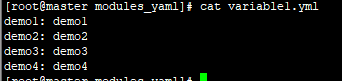 [root@master modules_yaml]# cat variable1.yml
demo1: demo1
demo2: demo2
demo3: demo3
demo4: demo4
[root@master modules_yaml]#